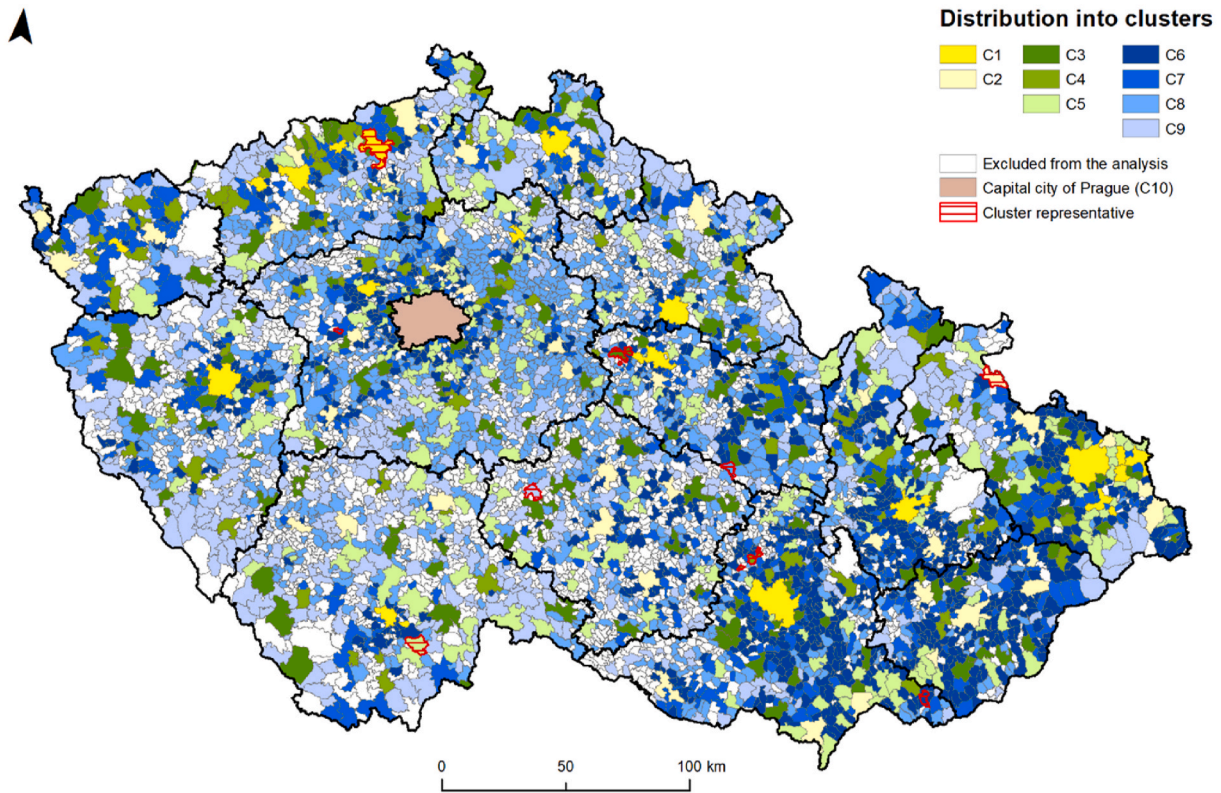 Distribution into clusters
C1 C3 C6
C2 C4 C7
C5 C8
C9
Excluded from the analysis
Capital city of Prague (C10)
Cluster representative
0 50 100 km